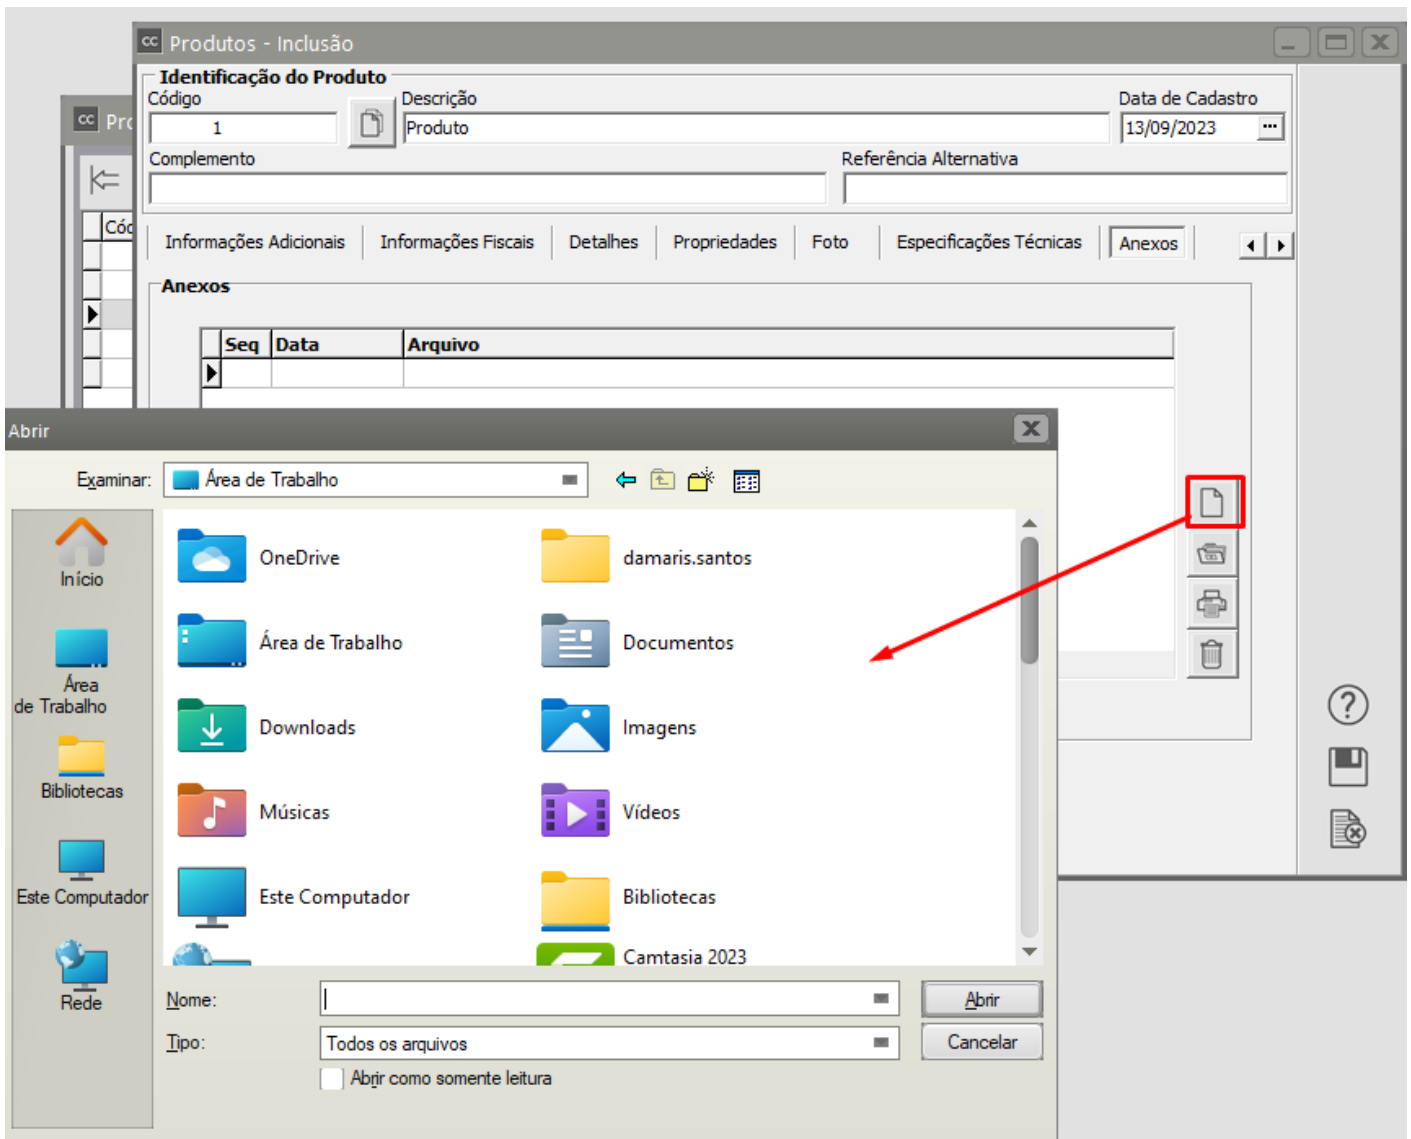 cc Produtos - Inclusão
Identificação do Produto
Código
Descrição
Data de Cadastro
1
Produto
13/09/2023
...
cc
Complemento
Referência Alternativa
Informações Adicionais
Informações Fiscais
Detalhes
Propriedades
Foto
Especificações Técnicas
Anexos
Anexos
Seq
Data
Arquivo
Abrir
Examinar:
Área de Trabalho
Início
Área
de Trabalho
Bibliotecas
Este Computador
Rede
OneDrive
damaris.santos
Área de Trabalho
Documentos
Downloads
Imagens
Músicas
Vídeos
Este Computador
Bibliotecas
Camtasia 2023
Nome:
Abrir
Tipo:
Todos os arquivos
Cancelar
Abrir como somente leitura